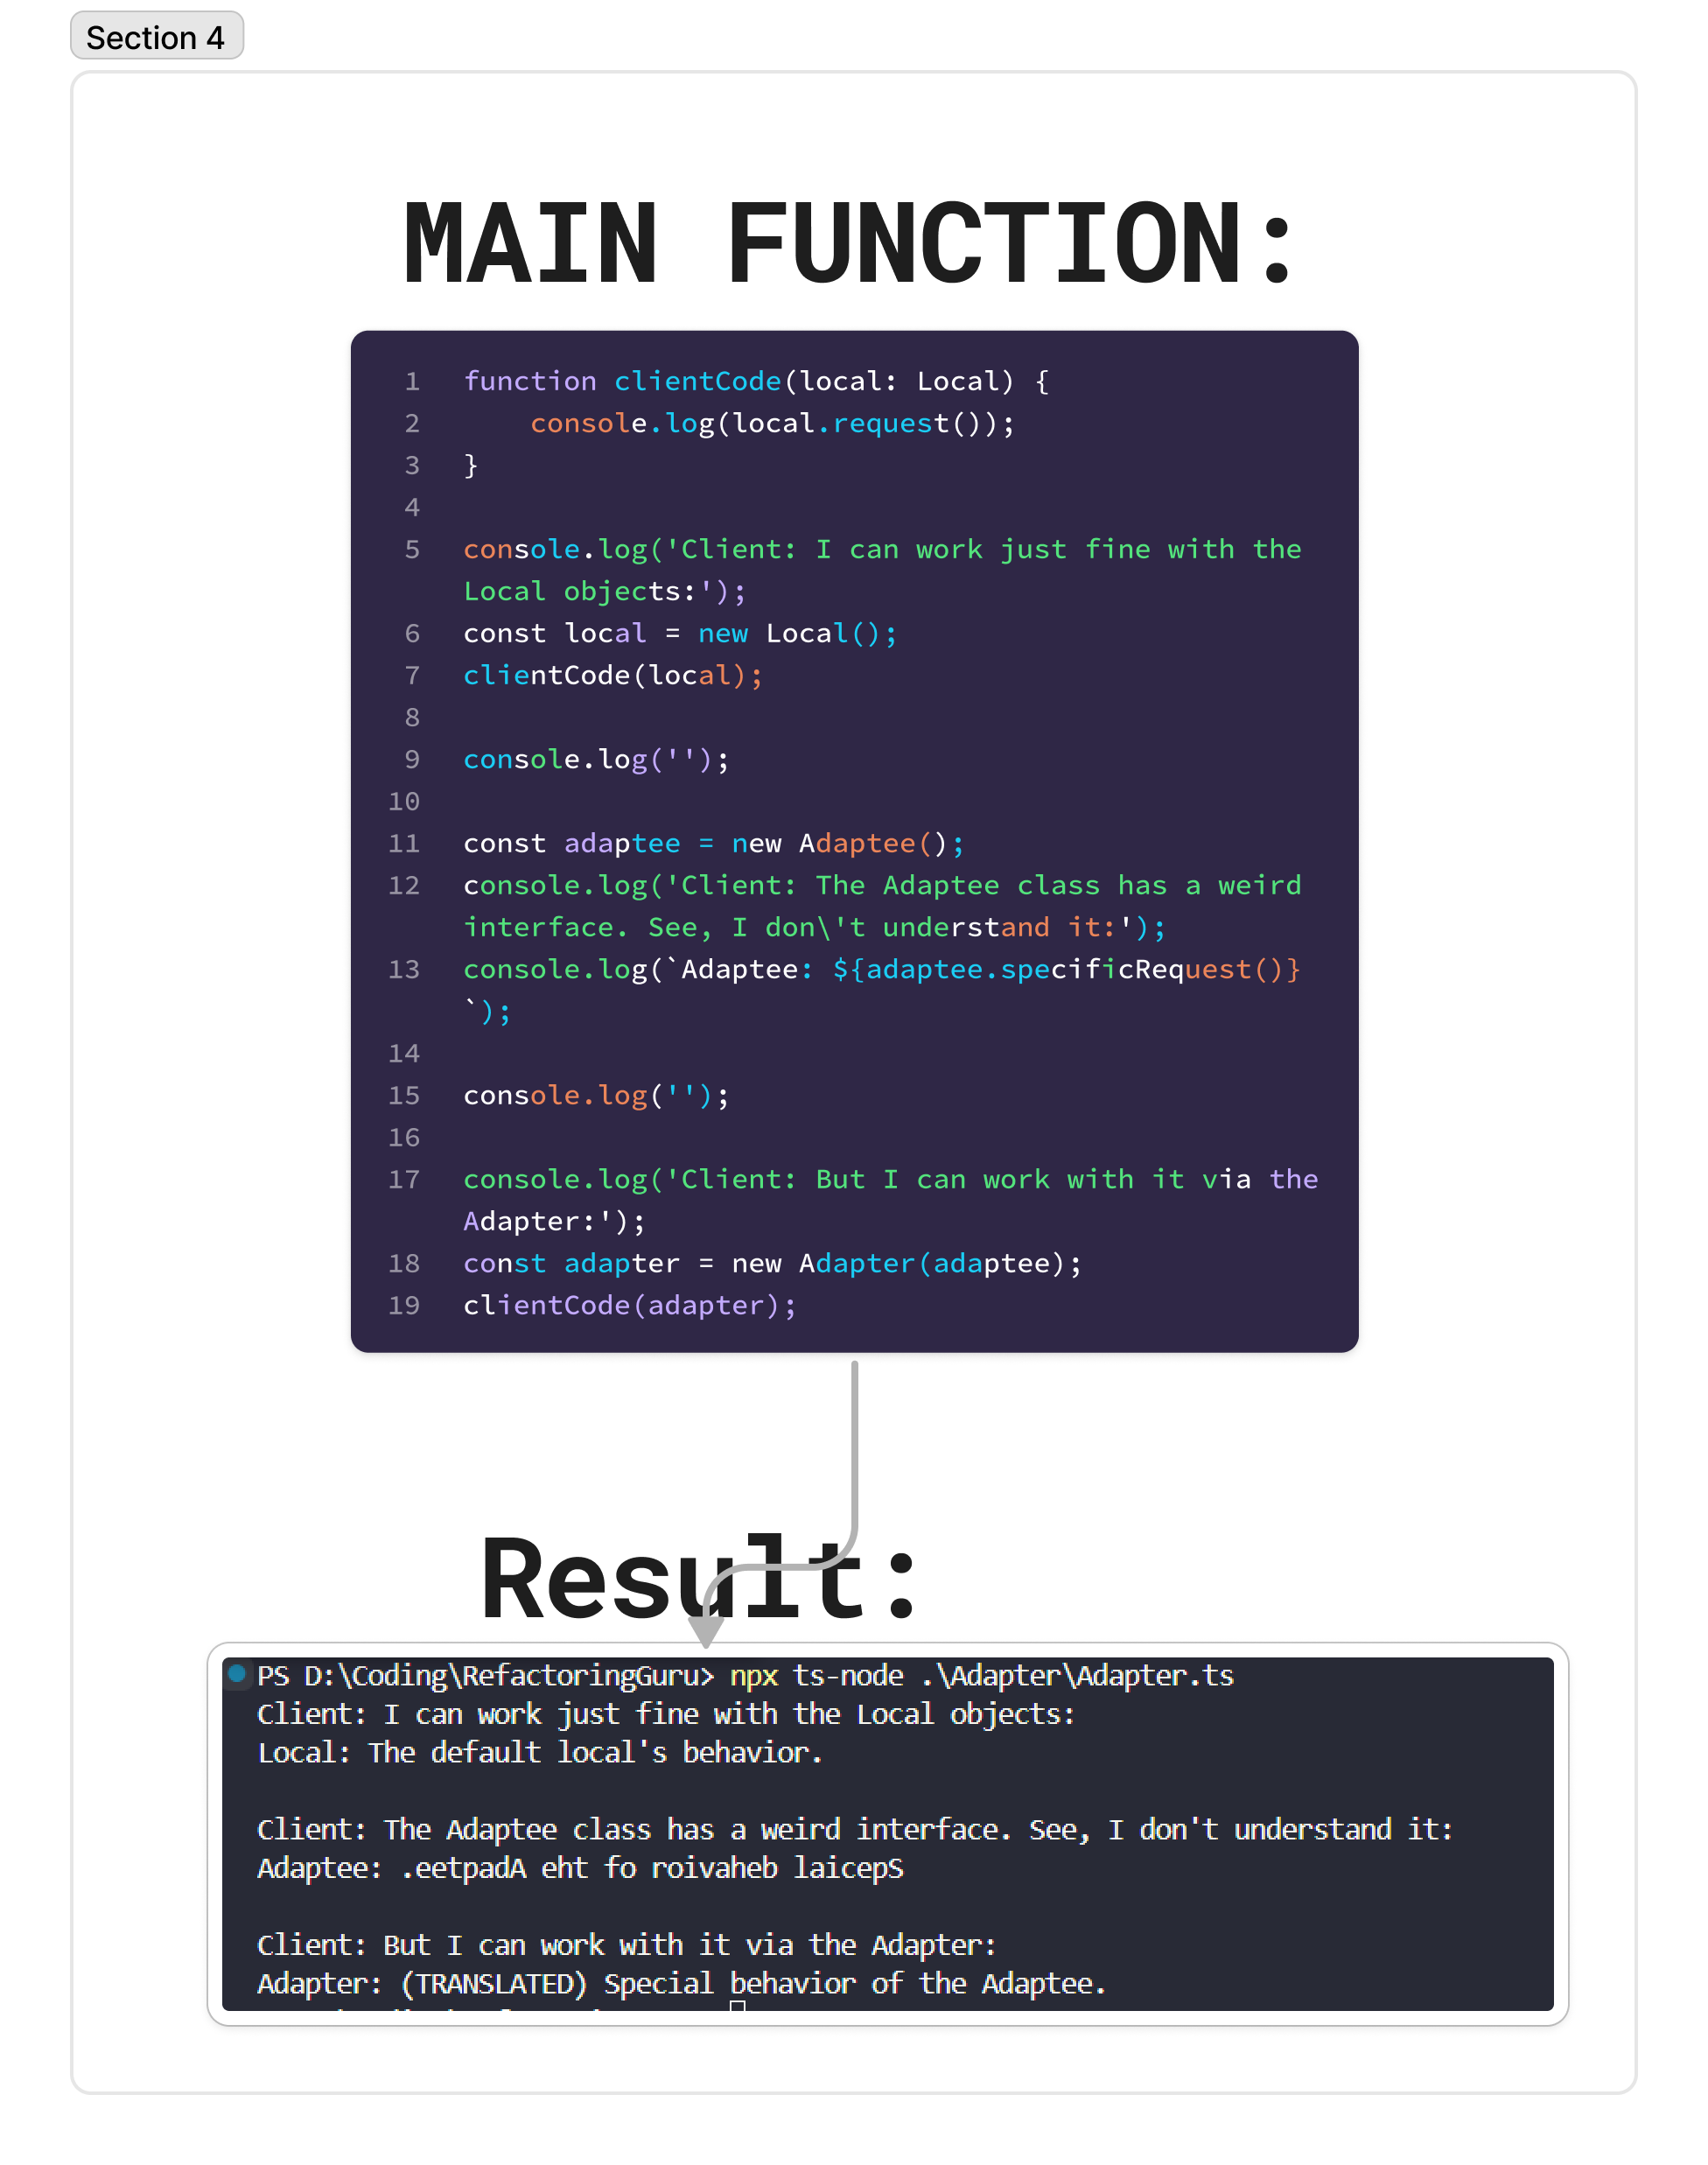 Section 4
MAIN FUNCTION:
1 function clientCode(local: Local) {
2     console.log(local.request());
3 }
4
5 console.log('Client: I can work just fine with the
Local objects:');
6 const local = new Local();
7 clientCode(local);
8
9 console.log('');
10
11 const adaptee = new Adaptee();
12 console.log('Client: The Adaptee class has a weird
interface. See, I don\'t understand it:');
13 console.log(`Adaptee: ${adaptee.specificRequest()}
`);
14
15 console.log('');
16
17 console.log('Client: But I can work with it via the
Adapter:');
18 const adapter = new Adapter(adaptee);
19 clientCode(adapter);
Result:
PS D:\Coding\RefactoringGuru> npx ts-node .\Adapter\Adapter.ts
Client: I can work just fine with the Local objects:
Local: The default local's behavior.
Client: The Adaptee class has a weird interface. See, I don't understand it:
Adaptee: .eetpadA eht fo roivaheb laicepS
Client: But I can work with it via the Adapter:
Adapter: (TRANSLATED) Special behavior of the Adaptee.